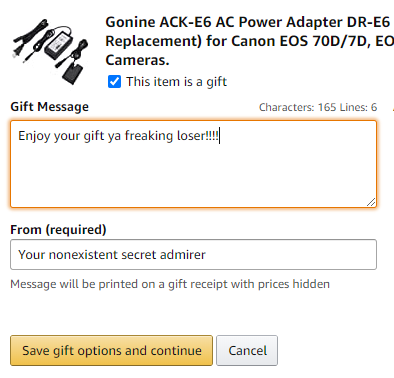 Gonine ACK-E6 AC Power Adapter DR-E6
Replacement) for Canon EOS 70D/7D, EO
Cameras.
This item is a gift
Gift Message
Characters: 165 Lines: 6
Enjoy your gift ya freaking loser!!!!
From (required)
Your nonexistent secret admirer
Message will be printed on a gift receipt with prices hidden
Save gift options and continue
Cancel